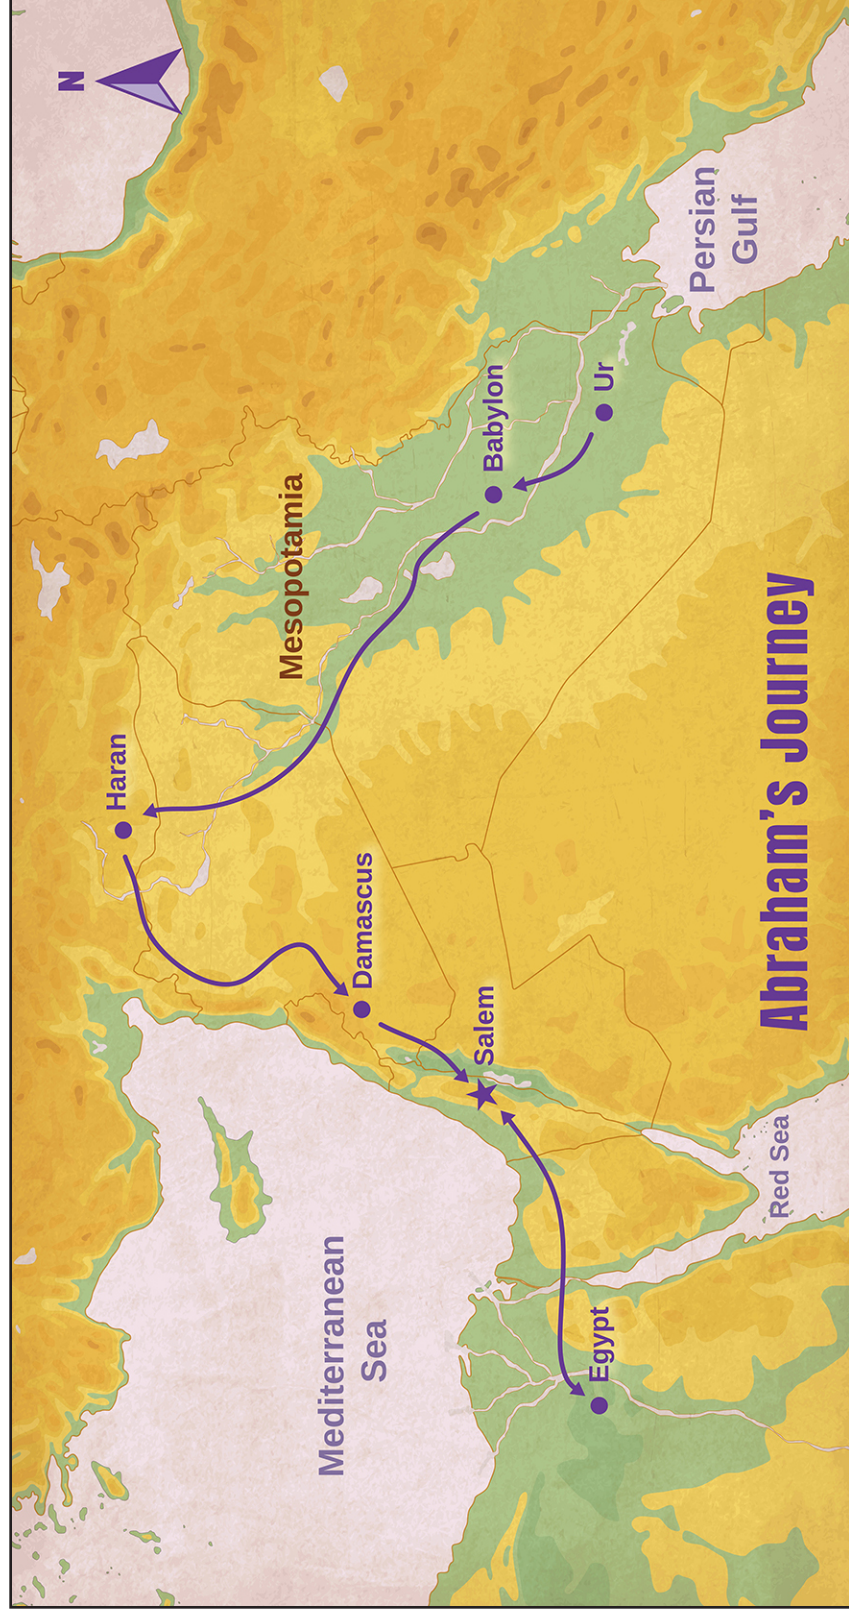 N
Persian
Gulf
Ur
Babylon
Mesopotamia
Haran
Damascus
Salem
Mediterranean
Sea
Egypt
Red Sea
Abraham's Journey